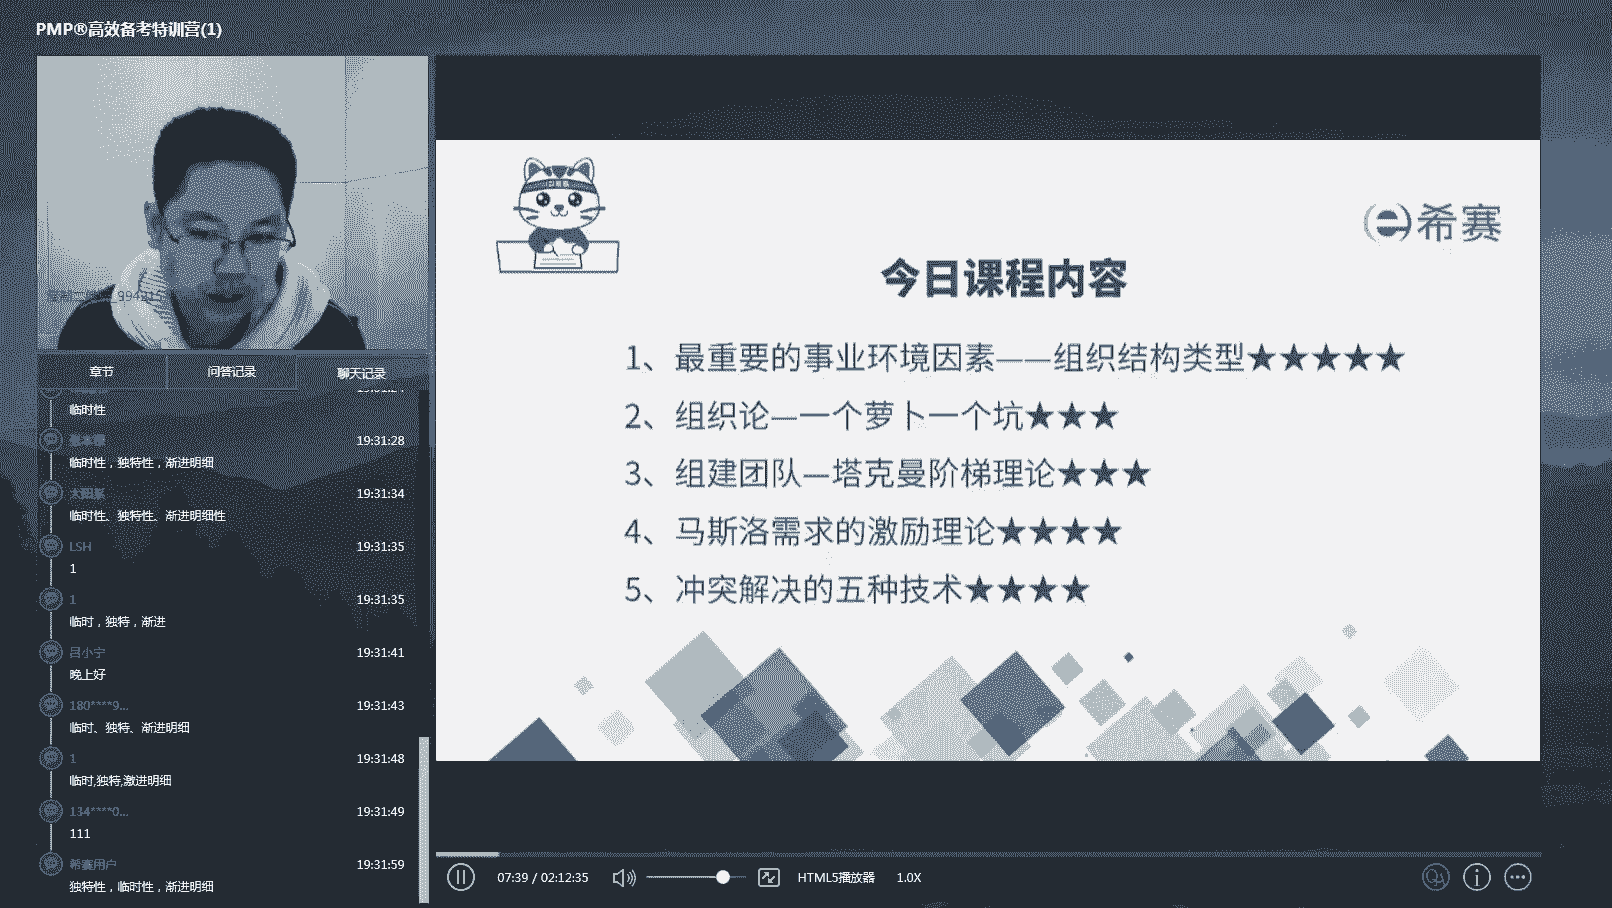 PMP®高效备考特训营(1)
章节
问答记录
聊天记录
临时性
19:31:28
临时性，独特性，渐进明细
19:31:34
临时性、独特性、渐进明细性
LSH
19:31:35
1
1
19:31:35
临时，独特，渐进
吕小宁
19:31:41
晚上好
180****9...
19:31:43
临时、独特、渐进明细
1
19:31:48
临时,独特,激进明细
134****0...
19:31:49
111
希赛用户
19:31:59
独特性，临时性，渐进明细
希赛
今日课程内容
1、最重要的事业环境因素——组织结构类型★★★★★
2、组织论—一个萝卜一个坑★★★
3、组建团队—塔克曼阶梯理论★★★
4、马斯洛需求的激励理论★★★★
5、冲突解决的五种技术★★★★
07:39 / 02:12:35
HTML5播放器
1.0X